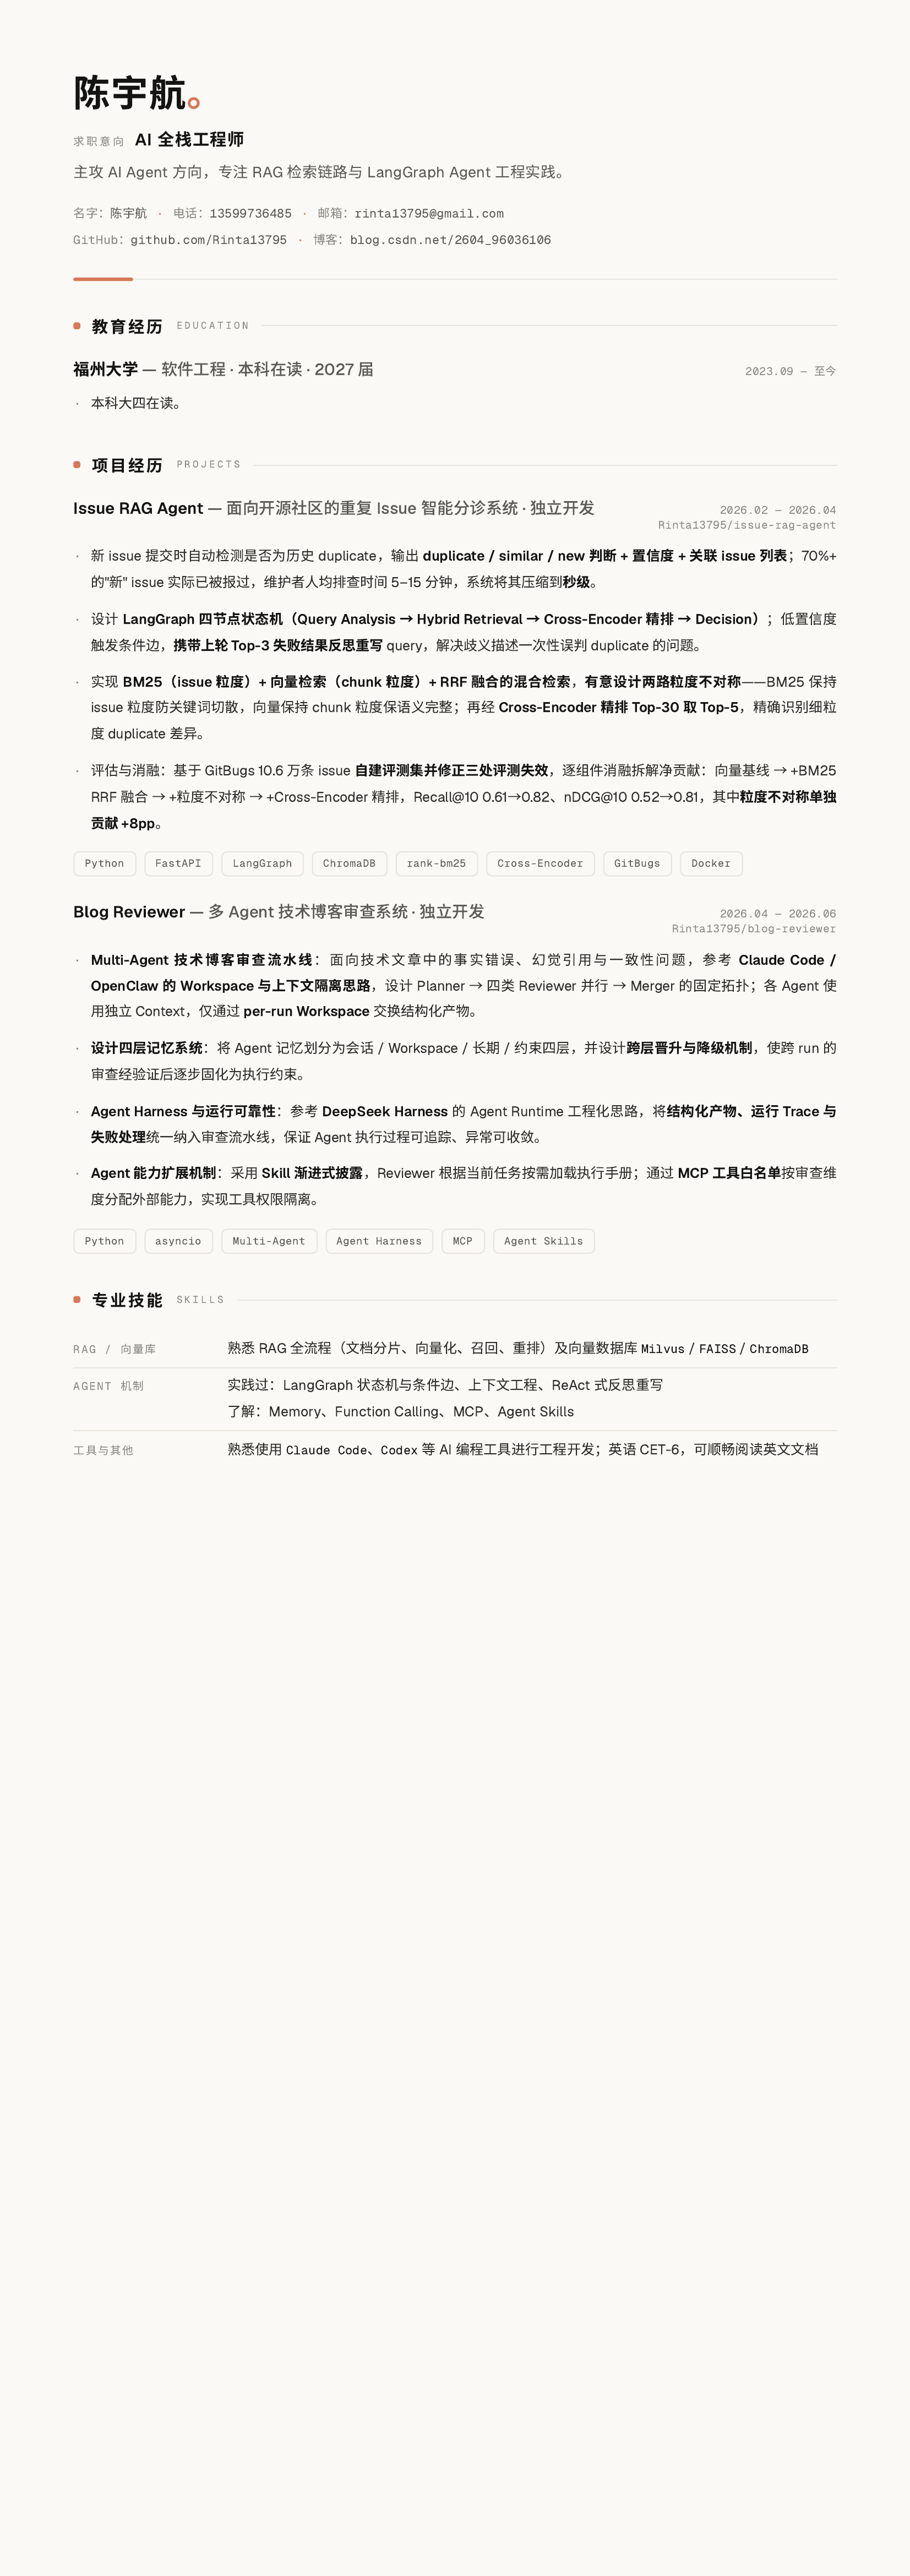 陈宇航。
求职意向 AI 全栈工程师
主攻 AI Agent 方向，专注 RAG 检索链路与 LangGraph Agent 工程实践。
名字：陈宇航 · 电话：13599736485 · 邮箱：rinta13795@gmail.com
GitHub：github.com/Rinta13795 · 博客：blog.csdn.net/2604_96036106
教育经历 EDUCATION
福州大学 — 软件工程 · 本科在读 · 2027 届 2023.09 — 至今
· 本科大四在读。
项目经历 PROJECTS
Issue RAG Agent — 面向开源社区的重复 Issue 智能分诊系统 · 独立开发 2026.02 — 2026.04
Rinta13795/issue-rag-agent
· 新 issue 提交时自动检测是否为历史 duplicate，输出 duplicate / similar / new 判断 + 置信度 + 关联 issue 列表；70%+
的"新" issue 实际已被报过，维护者人均排查时间 5–15 分钟，系统将其压缩到秒级。
· 设计 LangGraph 四节点状态机（Query Analysis → Hybrid Retrieval → Cross-Encoder 精排 → Decision）；低置信度
触发条件边，携带上轮 Top-3 失败结果反思重写 query，解决歧义描述一次性误判 duplicate 的问题。
· 实现 BM25（issue 粒度）+ 向量检索（chunk 粒度）+ RRF 融合的混合检索，有意设计两路粒度不对称——BM25 保持
issue 粒度防关键词切散，向量保持 chunk 粒度保语义完整；再经 Cross-Encoder 精排 Top-30 取 Top-5，精确识别细粒
度 duplicate 差异。
· 评估与消融：基于 GitBugs 10.6 万条 issue 自建评测集并修正三处评测失效，逐组件消融拆解净贡献：向量基线 → +BM25
RRF 融合 → +粒度不对称 → +Cross-Encoder 精排，Recall@10 0.61→0.82、nDCG@10 0.52→0.81，其中粒度不对称单独
贡献 +8pp。
Python FastAPI LangGraph ChromaDB rank-bm25 Cross-Encoder GitBugs Docker
Blog Reviewer — 多 Agent 技术博客审查系统 · 独立开发 2026.04 — 2026.06
Rinta13795/blog-reviewer
· Multi-Agent 技术博客审查流水线：面向技术文章中的事实错误、幻觉引用与一致性问题，参考 Claude Code /
OpenClaw 的 Workspace 与上下文隔离思路，设计 Planner → 四类 Reviewer 并行 → Merger 的固定拓扑；各 Agent 使
用独立 Context，仅通过 per-run Workspace 交换结构化产物。
· 设计四层记忆系统：将 Agent 记忆划分为会话 / Workspace / 长期 / 约束四层，并设计跨层晋升与降级机制，使跨 run 的
审查经验证后逐步固化为执行约束。
· Agent Harness 与运行可靠性：参考 DeepSeek Harness 的 Agent Runtime 工程化思路，将结构化产物、运行 Trace 与
失败处理统一纳入审查流水线，保证 Agent 执行过程可追踪、异常可收敛。
· Agent 能力扩展机制：采用 Skill 渐进式披露，Reviewer 根据当前任务按需加载执行手册；通过 MCP 工具白名单按审查维
度分配外部能力，实现工具权限隔离。
Python asyncio Multi-Agent Agent Harness MCP Agent Skills
专业技能 SKILLS
RAG / 向量库 熟悉 RAG 全流程（文档分片、向量化、召回、重排）及向量数据库 Milvus / FAISS / ChromaDB
AGENT 机制 实践过：LangGraph 状态机与条件边、上下文工程、ReAct 式反思重写
了解：Memory、Function Calling、MCP、Agent Skills
工具与其他 熟悉使用 Claude Code、Codex 等 AI 编程工具进行工程开发；英语 CET-6，可顺畅阅读英文文档